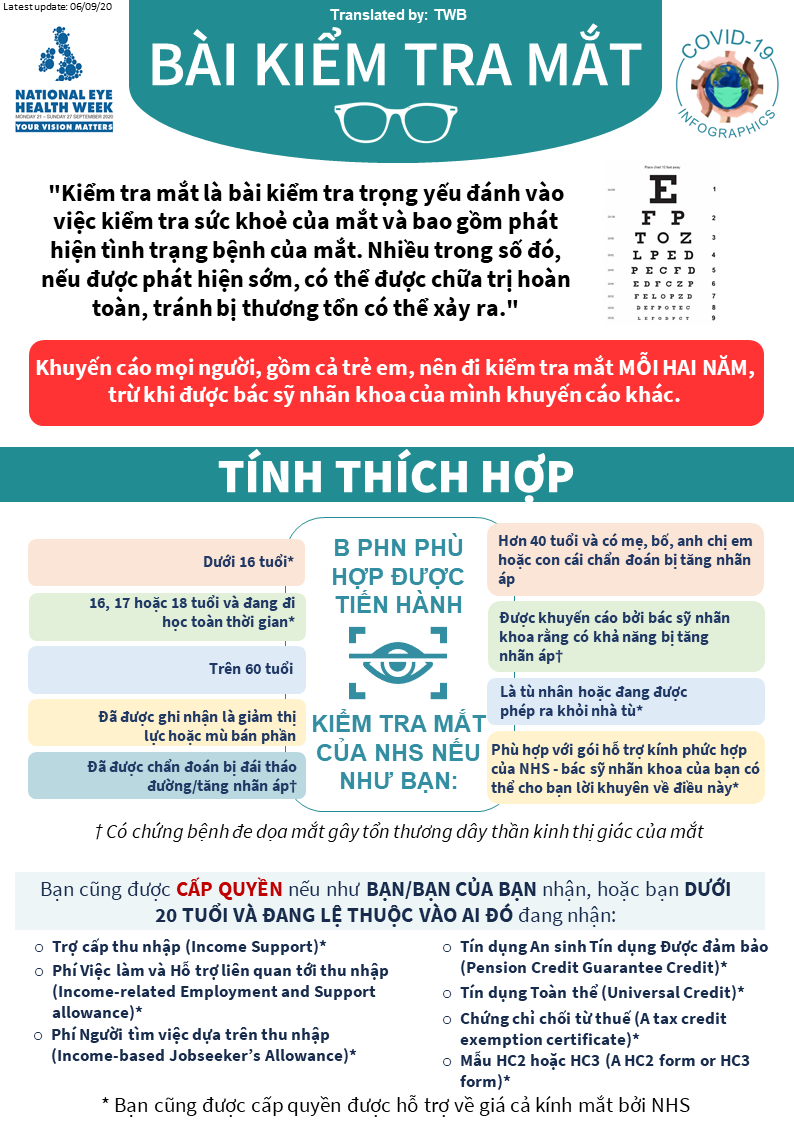 Latest update: 06/09/20
Translated by: TWB
BÀI KIỂM TRA MẮT
NATIONAL EYE
HEALTH WEEK
MONDAY 21 – SUNDAY 27 SEPTEMBER 2020
YOUR VISION MATTERS
COVID-19
INFOGRAPHICS
"Kiểm tra mắt là bài kiểm tra trọng yếu đánh vào
việc kiểm tra sức khoẻ của mắt và bao gồm phát
hiện tình trạng bệnh của mắt. Nhiều trong số đó,
nếu được phát hiện sớm, có thể được chữa trị hoàn
toàn, tránh bị thương tổn có thể xảy ra."
E 1
F P 2
T O Z 3
L P E D 4
P E C F D 5
E D F C Z P 6
F E L O P Z D 7
D E F P O T E C 8
L E F O D P C T 9
Khuyến cáo mọi người, gồm cả trẻ em, nên đi kiểm tra mắt MỖI HAI NĂM,
trừ khi được bác sỹ nhãn khoa của mình khuyến cáo khác.
TÍNH THÍCH HỢP
B PHN PHÙ
HỢP ĐƯỢC
TIẾN HÀNH
KIỂM TRA MẮT
CỦA NHS NẾU
NHƯ BẠN:
Dưới 16 tuổi*
16, 17 hoặc 18 tuổi và đang đi
học toàn thời gian*
Trên 60 tuổi
Đã được ghi nhận là giảm thị
lực hoặc mù bán phần
Đã được chẩn đoán bị đái tháo
đường/tăng nhãn áp†
Hơn 40 tuổi và có mẹ, bố, anh chị em
hoặc con cái chẩn đoán bị tăng nhãn
áp
Được khuyến cáo bởi bác sỹ nhãn
khoa rằng có khả năng bị tăng
nhãn áp†
Là tù nhân hoặc đang được
phép ra khỏi nhà tù*
Phù hợp với gói hỗ trợ kính phức hợp
của NHS - bác sỹ nhãn khoa của bạn có
thể cho bạn lời khuyên về điều này*
† Có chứng bệnh đe dọa mắt gây tổn thương dây thần kinh thị giác của mắt
Bạn cũng được CẤP QUYỀN nếu như BẠN/BẠN CỦA BẠN nhận, hoặc bạn DƯỚI
20 TUỔI VÀ ĐANG LỆ THUỘC VÀO AI ĐÓ đang nhận:
o Trợ cấp thu nhập (Income Support)*
o Phí Việc làm và Hỗ trợ liên quan tới thu nhập
(Income-related Employment and Support
allowance)*
o Phí Người tìm việc dựa trên thu nhập
(Income-based Jobseeker’s Allowance)*
o Tín dụng An sinh Tín dụng Được đảm bảo
(Pension Credit Guarantee Credit)*
o Tín dụng Toàn thể (Universal Credit)*
o Chứng chỉ chối từ thuế (A tax credit
exemption certificate)*
o Mẫu HC2 hoặc HC3 (A HC2 form or HC3
form)*
* Bạn cũng được cấp quyền được hỗ trợ về giá cả kính mắt bởi NHS